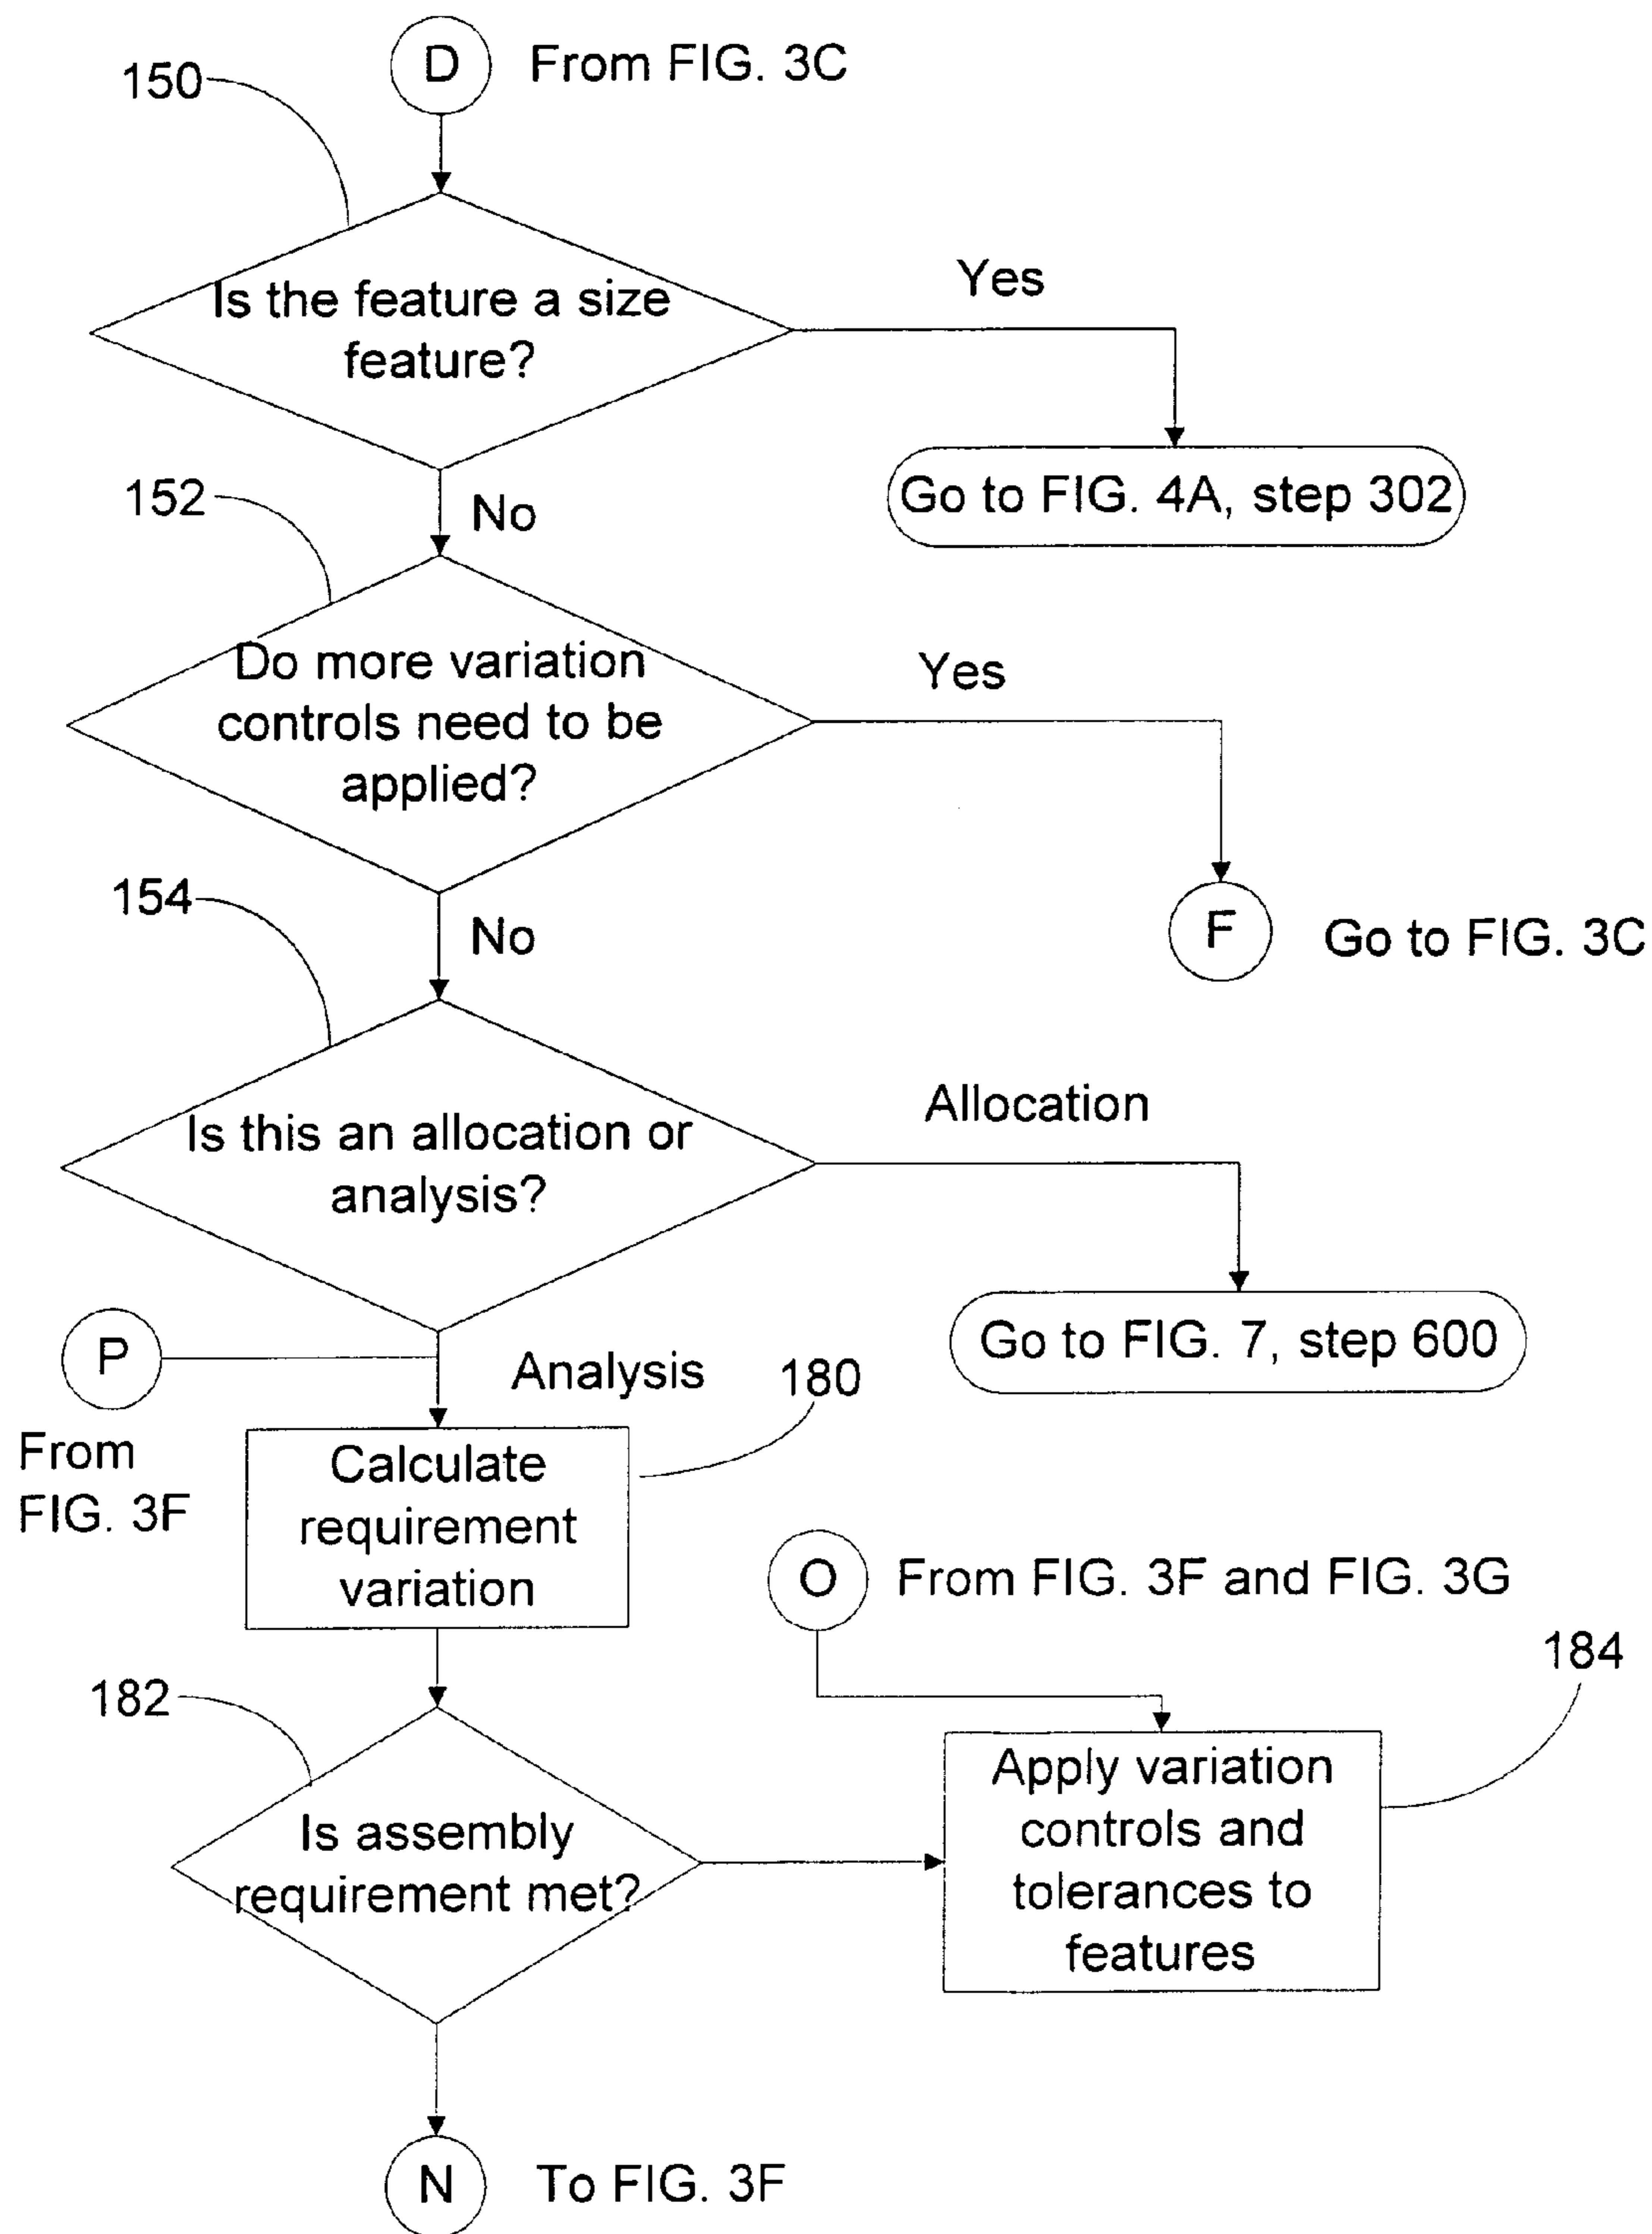 D From FIG. 3C
150
Is the feature a size
feature?
Yes
Go to FIG. 4A, step 302
152
No
Do more variation
controls need to be
applied?
Yes
F Go to FIG. 3C
154
No
Is this an allocation or
analysis?
Allocation
Go to FIG. 7, step 600
P
From
FIG. 3F
Analysis
180
Calculate
requirement
variation
O From FIG. 3F and FIG. 3G
182
184
Is assembly
requirement met?
Apply variation
controls and
tolerances to
features
N To FIG. 3F